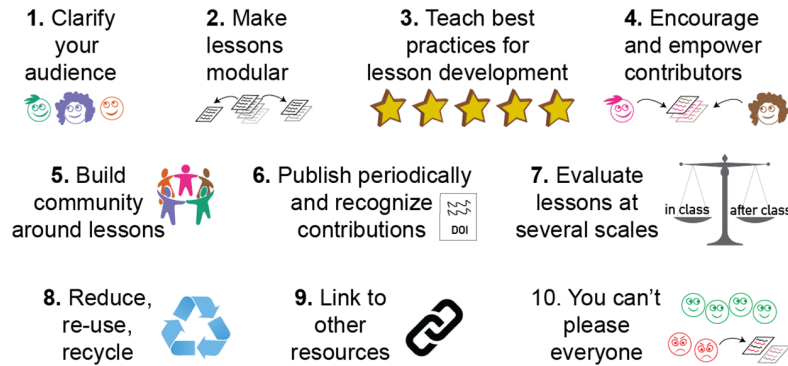 1. Clarify
your
audience
2. Make
lessons
modular
3. Teach best
practices for
lesson development
4. Encourage
and empower
contributors
5. Build
community
around lessons
6. Publish periodically
and recognize
contributions
DOI
7. Evaluate
lessons at
several scales
in class
after class
8. Reduce,
re-use,
recycle
9. Link to
other
resources
10. You can't
please
everyone